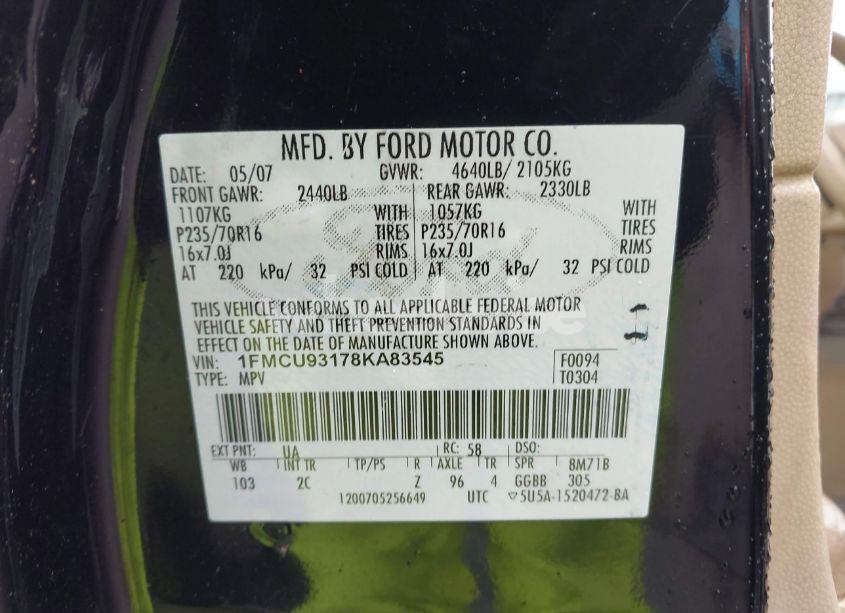 MFD. BY FORD MOTOR CO.
DATE: 05/07 GVWR: 4640LB/ 2105KG
FRONT GAWR: 2440LB REAR GAWR: 2330LB
1107KG WITH 1057KG WITH
P235/70R16 TIRES P235/70R16 TIRES
16x7.0J RIMS 16x7.0J RIMS
AT 220 kPa/ 32 PSI COLD AT 220 kPa/ 32 PSI COLD
THIS VEHICLE CONFORMS TO ALL APPLICABLE FEDERAL MOTOR
VEHICLE SAFETY AND THEFT PREVENTION STANDARDS IN
EFFECT ON THE DATE OF MANUFACTURE SHOWN ABOVE.
VIN: 1FMCU93178KA83545 F0094
TYPE: MPV T0304
EXT PNT: UA RC: 58 DSO:
WB INT TR TP/PS R AXLE TR SPR 8M71B
103 2C Z 96 4 GGBB 305
1200705256649 UTC ▽5U5A-1520472-BA